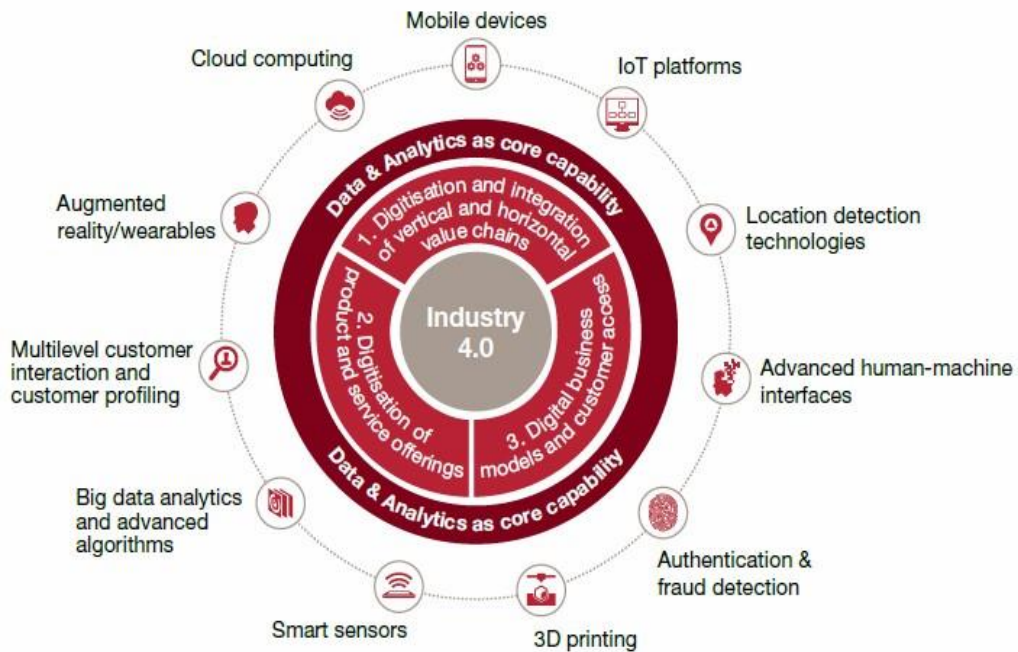 Mobile devices
Cloud computing
IoT platforms
Data & Analytics as core capability
1. Digitisation and integration
of vertical and horizontal
value chains
Augmented
reality/wearables
Location detection
technologies
Industry
4.0
2. Digitisation of
product and service offerings
3. Digital business
models and customer access
Multilevel customer
interaction and
customer profiling
Advanced human-machine
interfaces
Data & Analytics as core capability
Big data analytics
and advanced
algorithms
Authentication &
fraud detection
Smart sensors
3D printing